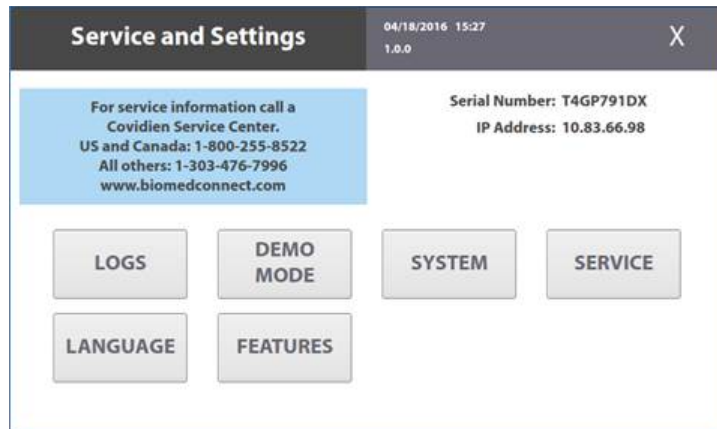 Service and Settings
04/18/2016 15:27
1.0.0
X
For service information call a
Covidien Service Center.
US and Canada: 1-800-255-8522
All others: 1-303-476-7996
www.biomedconnect.com
Serial Number: T4GP791DX
IP Address: 10.83.66.98
LOGS
DEMO
MODE
SYSTEM
SERVICE
LANGUAGE
FEATURES